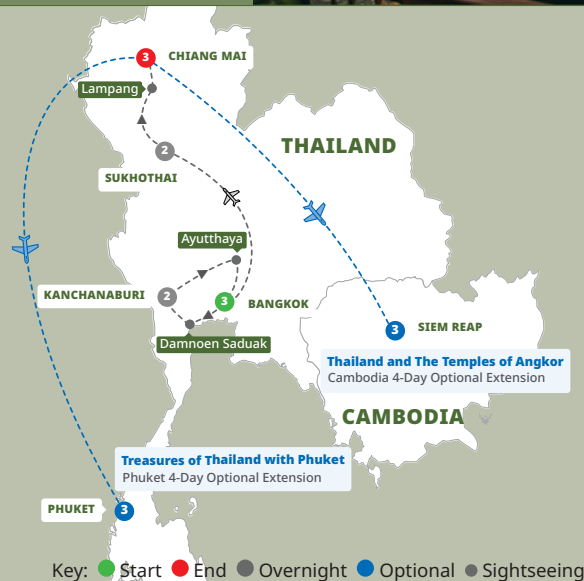 3 CHIANG MAI
Lampang
THAILAND
2
SUKHOTHAI
Ayutthaya
KANCHANABURI 2
3 BANGKOK
3 SIEM REAP
Damnoen Saduak
Thailand and The Temples of Angkor
Cambodia 4-Day Optional Extension
CAMBODIA
Treasures of Thailand with Phuket
Phuket 4-Day Optional Extension
PHUKET 3
Key: Start End Overnight Optional Sightseeing